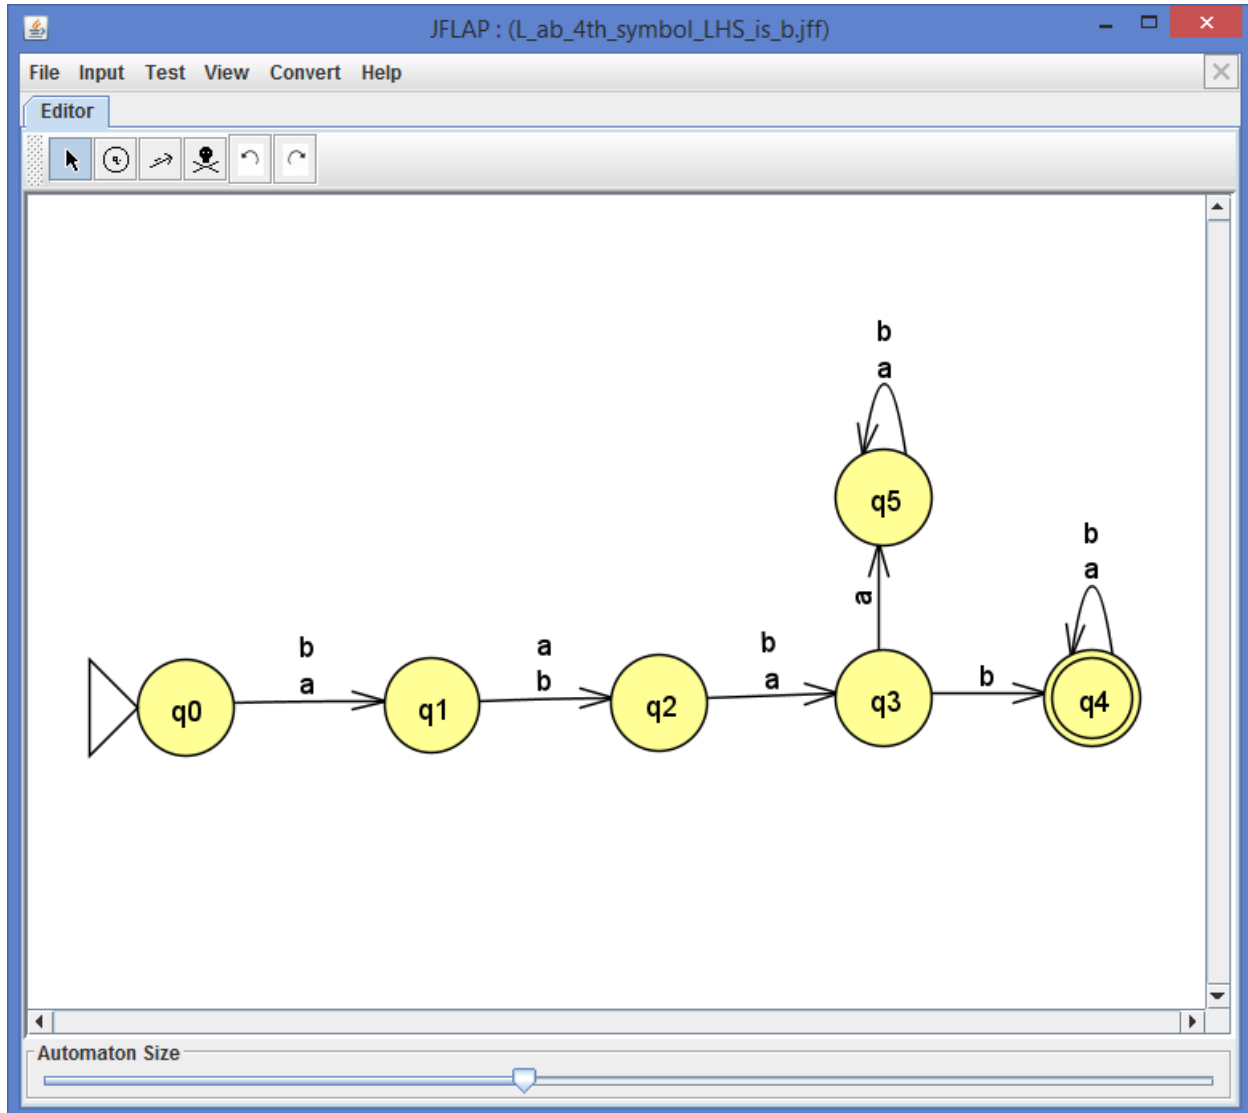 JFLAP : (L_ab_4th_symbol_LHS_is_b.jff)
File Input Test View Convert Help
Editor
b
a
q5
b
a
a
b
a
a
b
b
a
b
q0
q1
q2
q3
q4
Automaton Size